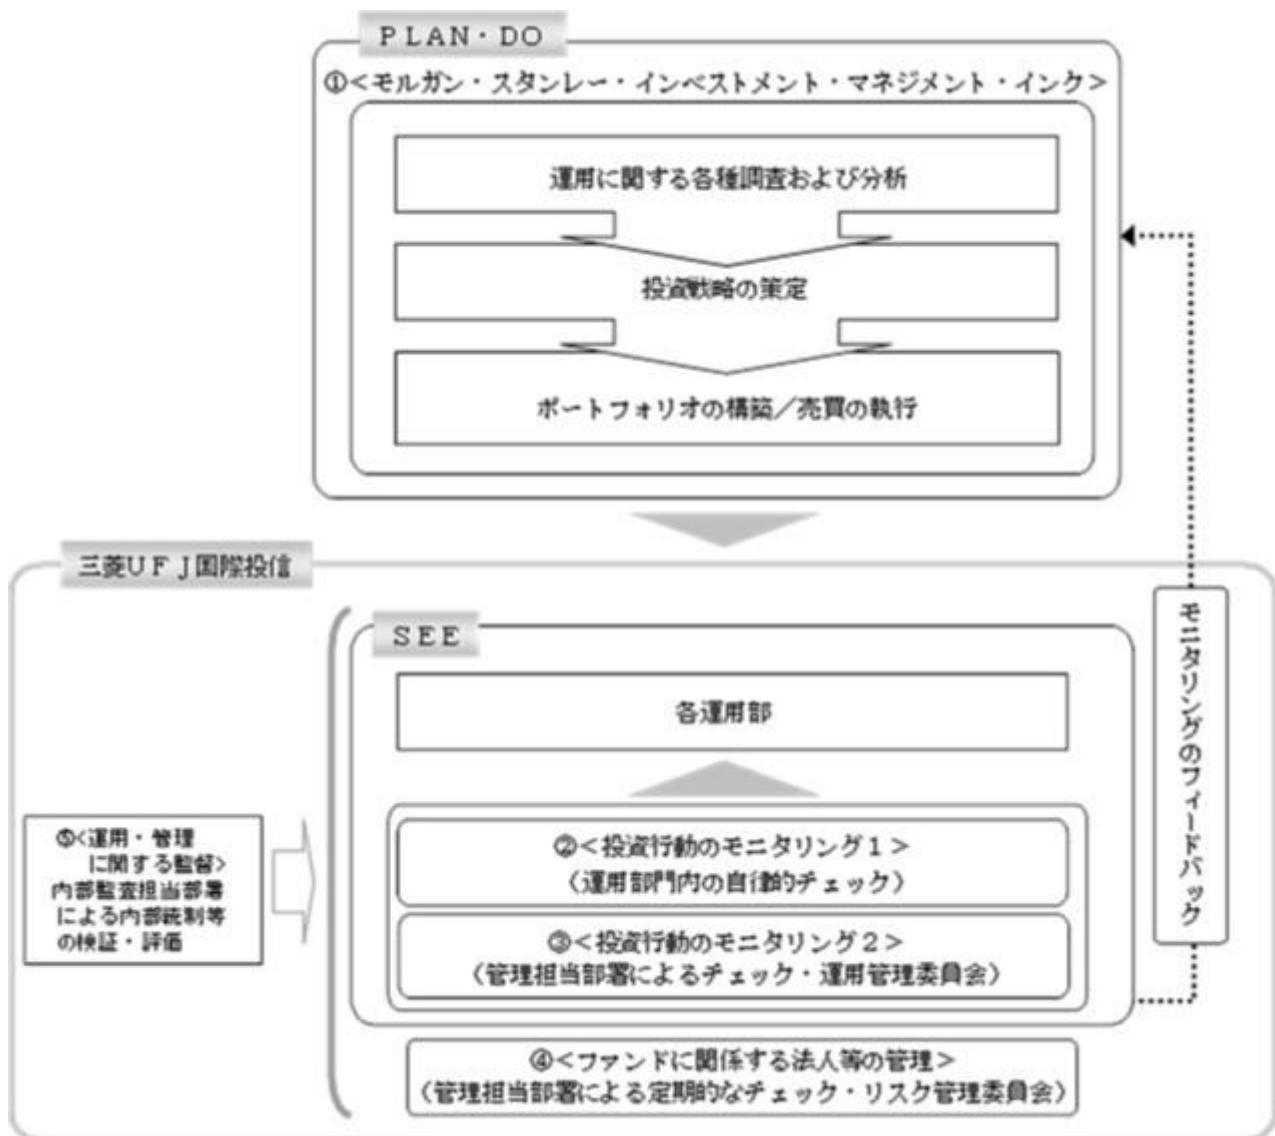 PLAN・DO
①＜モルガン・スタンレー・インベストメント・マネジメント・インク＞
運用に関する各種調査および分析
投資戦略の策定
ポートフォリオの構築／売買の執行
三菱UFJ国際投信
SEE
各運用部
②＜投資行動のモニタリング１＞
（運用部門内の自律的チェック）
③＜投資行動のモニタリング２＞
（管理担当部署によるチェック・運用管理委員会）
④＜ファンドに関係する法人等の管理＞
（管理担当部署による定期的なチェック・リスク管理委員会）
⑤＜運用・管理
に関する監督＞
内部監査担当部署
による内部統制等
の検証・評価
モニタリングのフィードバック